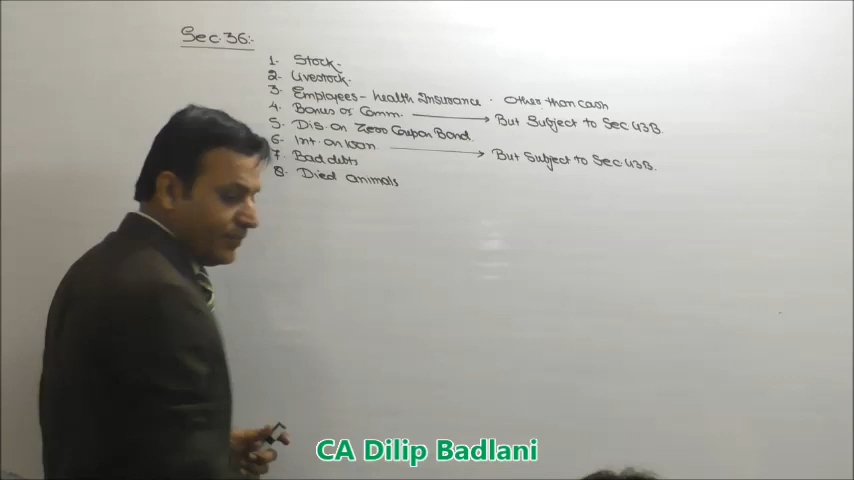 Sec. 36:-
1- Stock-
2- Livestock-
3- Employees - health Insurance. Other than cash
4- Bonus or Comm. → But Subject to Sec 43B.
5- Dis. on Zero Coupon Bond.
6- Int. on loan → But Subject to Sec 43B.
7- Bad debts
8- Died animals
CA Dilip Badlani